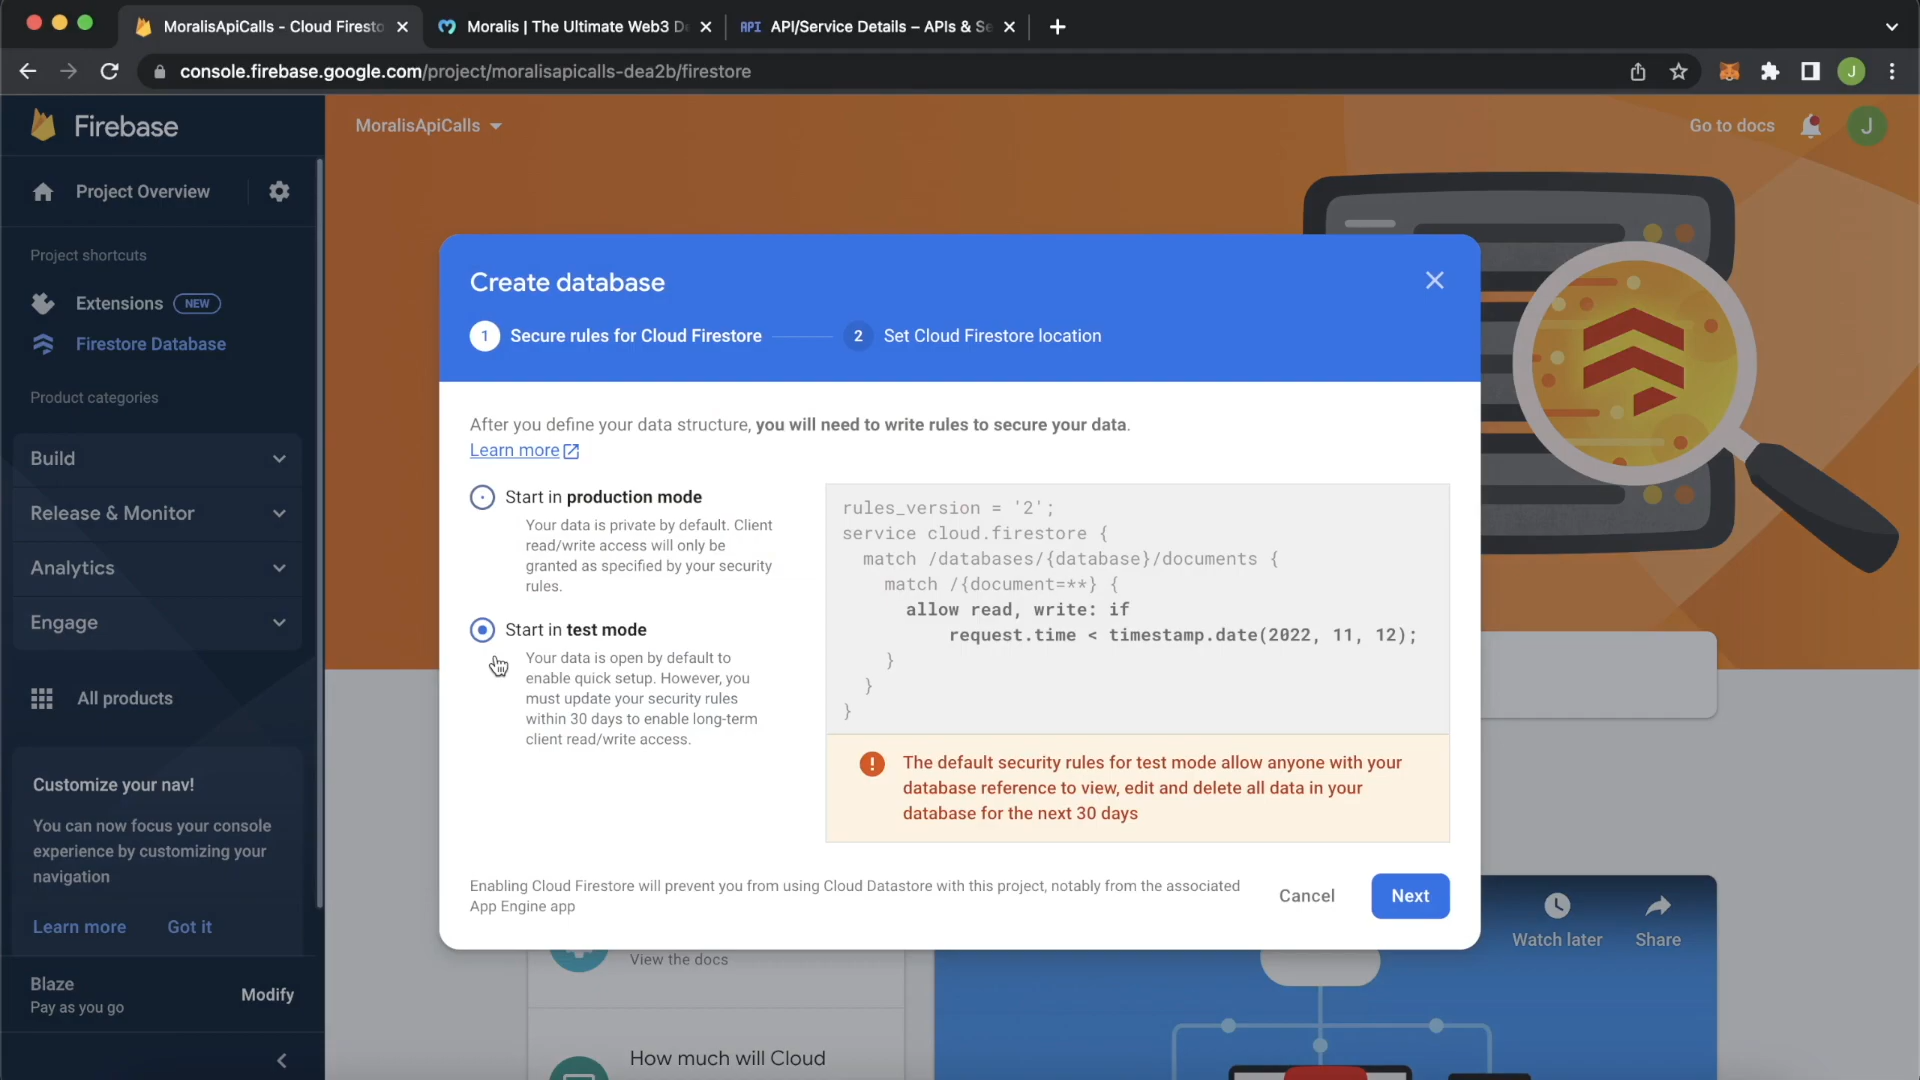 MoralisApiCalls - Cloud Firesto
Moralis | The Ultimate Web3 D
API API/Service Details – APIs & Se
console.firebase.google.com/project/moralisapicalls-dea2b/firestore
J
Firebase
MoralisApiCalls
Go to docs
J
Project Overview
Project shortcuts
Extensions NEW
Firestore Database
Product categories
Build
Release & Monitor
Analytics
Engage
All products
Customize your nav!
You can now focus your console
experience by customizing your
navigation
Learn more Got it
Blaze
Pay as you go
Modify
Create database
1 Secure rules for Cloud Firestore
2 Set Cloud Firestore location
After you define your data structure, you will need to write rules to secure your data.
Learn more
Start in production mode
Your data is private by default. Client
read/write access will only be
granted as specified by your security
rules.
Start in test mode
Your data is open by default to
enable quick setup. However, you
must update your security rules
within 30 days to enable long-term
client read/write access.
rules_version = '2';
service cloud.firestore {
match /databases/{database}/documents {
match /{document=**} {
allow read, write: if
request.time < timestamp.date(2022, 11, 12);
}
}
}
! The default security rules for test mode allow anyone with your
database reference to view, edit and delete all data in your
database for the next 30 days
Enabling Cloud Firestore will prevent you from using Cloud Datastore with this project, notably from the associated
App Engine app
Cancel
Next
View the docs
How much will Cloud
Watch later
Share